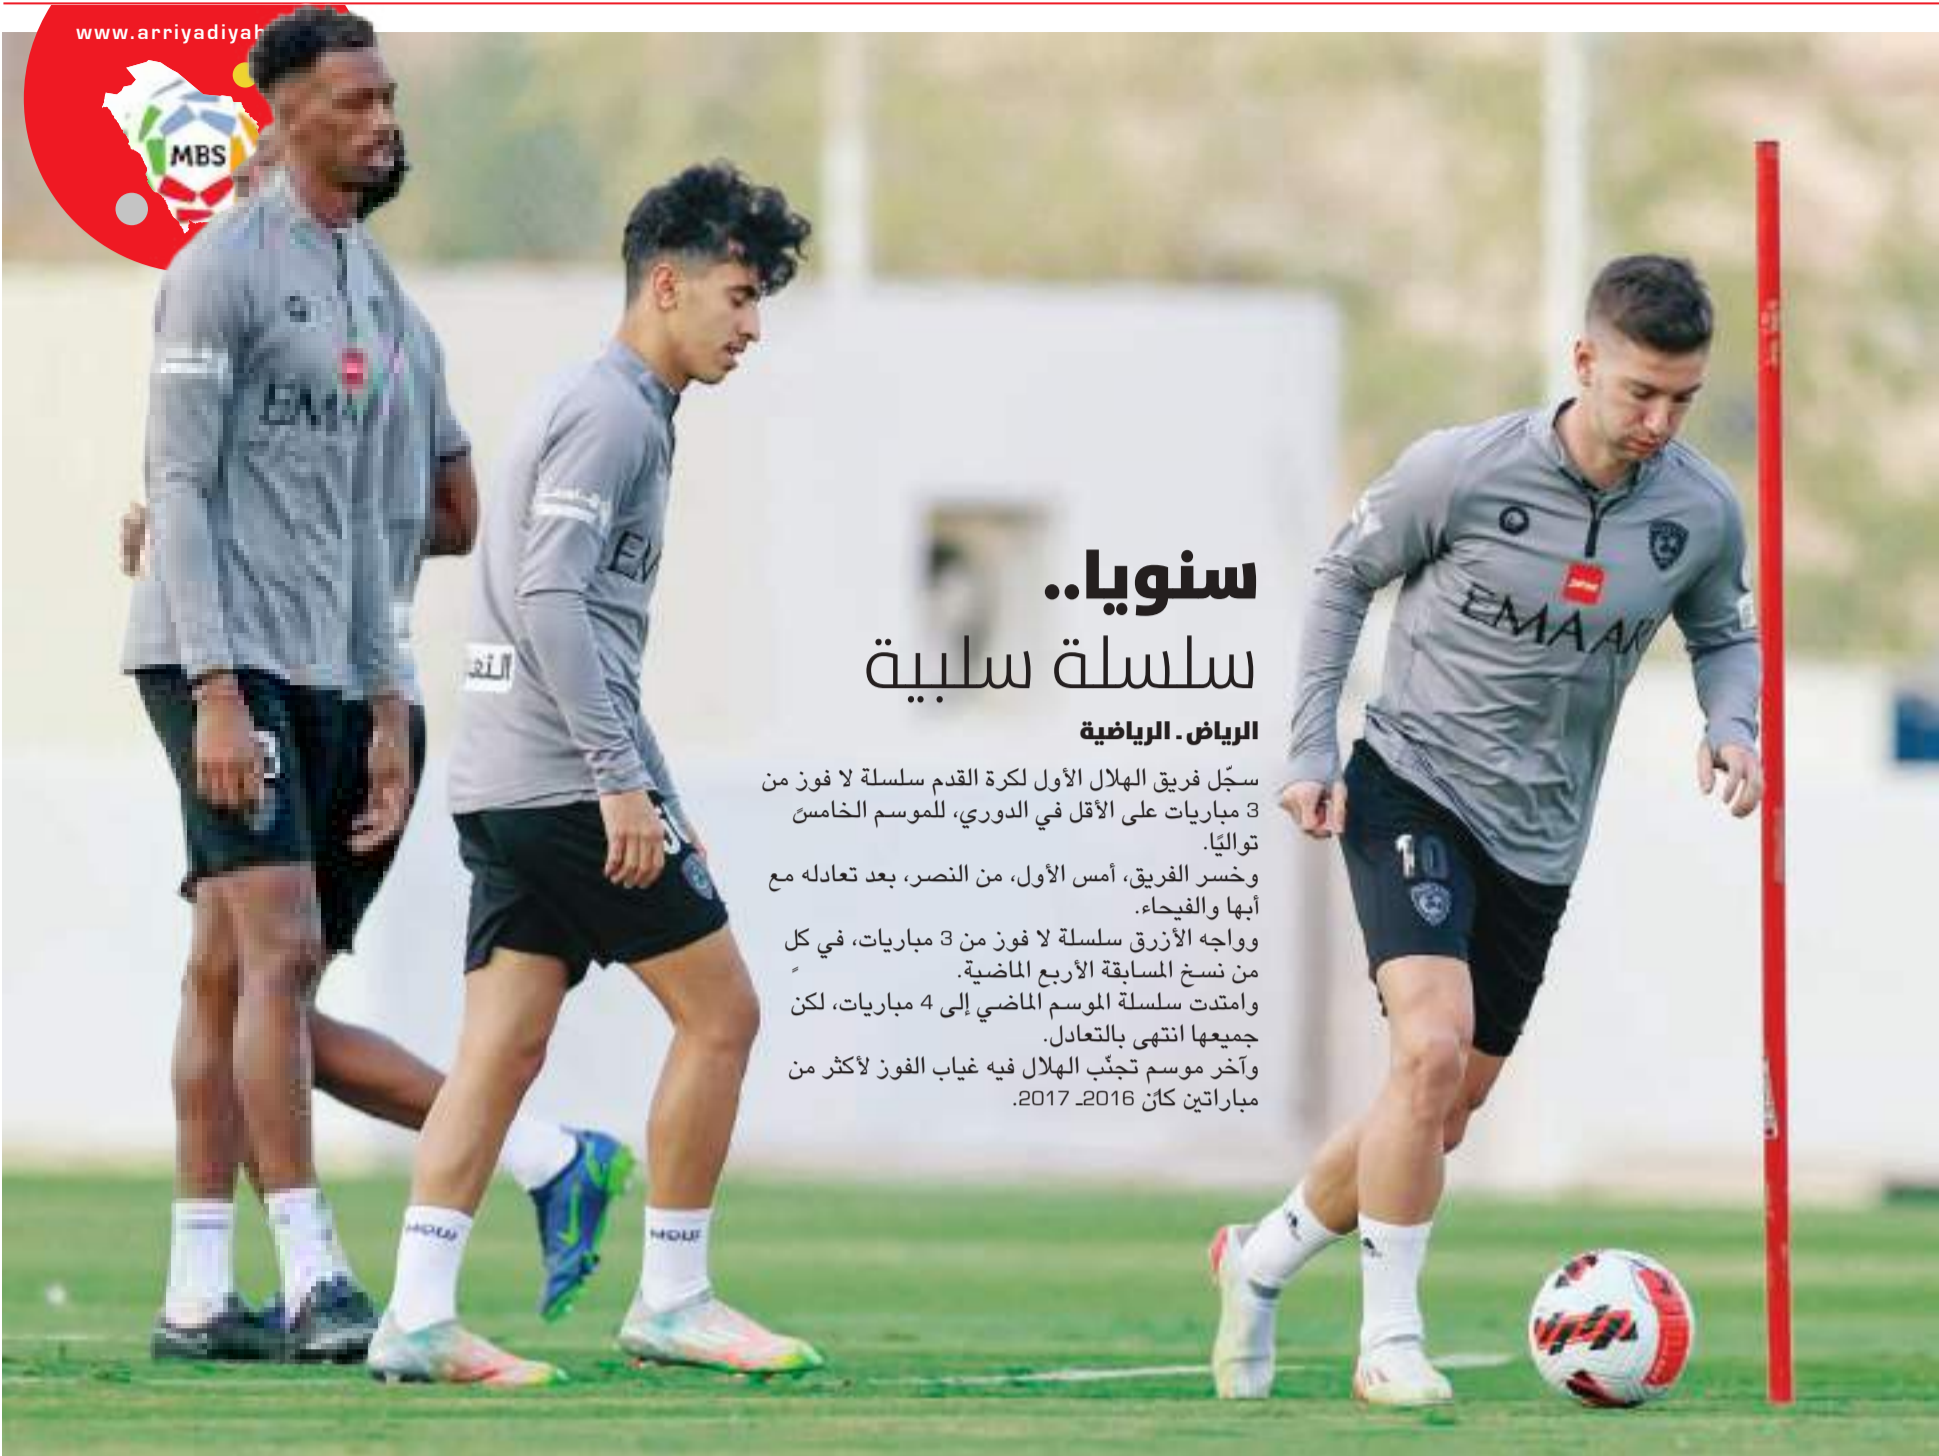 www.arriyadiyah
MBS
سنويا..
سلسلة سلبية
الرياض ـ الرياضية
سجّل فريق الهلال الأول لكرة القدم سلسلة لا فوز من
3 مباريات على الأقل في الدوري، للموسم الخامس
تواليًا.
وخسر الفريق، أمس الأول، من النصر، بعد تعادله مع
أبها والفيحاء.
وواجه الأزرق سلسلة لا فوز من 3 مباريات، في كل
من نسخ المسابقة الأربع الماضية.
وامتدت سلسلة الموسم الماضي إلى 4 مباريات، لكن
جميعها انتهى بالتعادل.
وآخر موسم تجنّب الهلال فيه غياب الفوز لأكثر من
مباراتين كان 2016ـ 2017.
EMAAR
EM
10